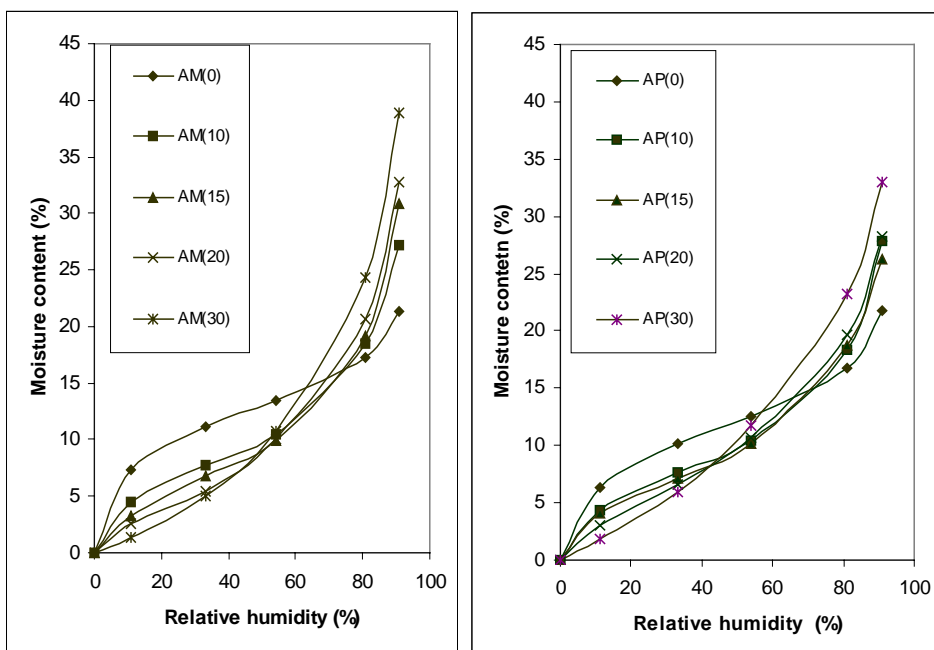 45
40
35
30
25
20
15
10
5
0
Moisture content (%)
AM(0)
AM(10)
AM(15)
AM(20)
AM(30)
0 20 40 60 80 100
Relative humidity (%)
45
40
35
30
25
20
15
10
5
0
Moisture contetn (%)
AP(0)
AP(10)
AP(15)
AP(20)
AP(30)
0 20 40 60 80 100
Relative humidity (%)